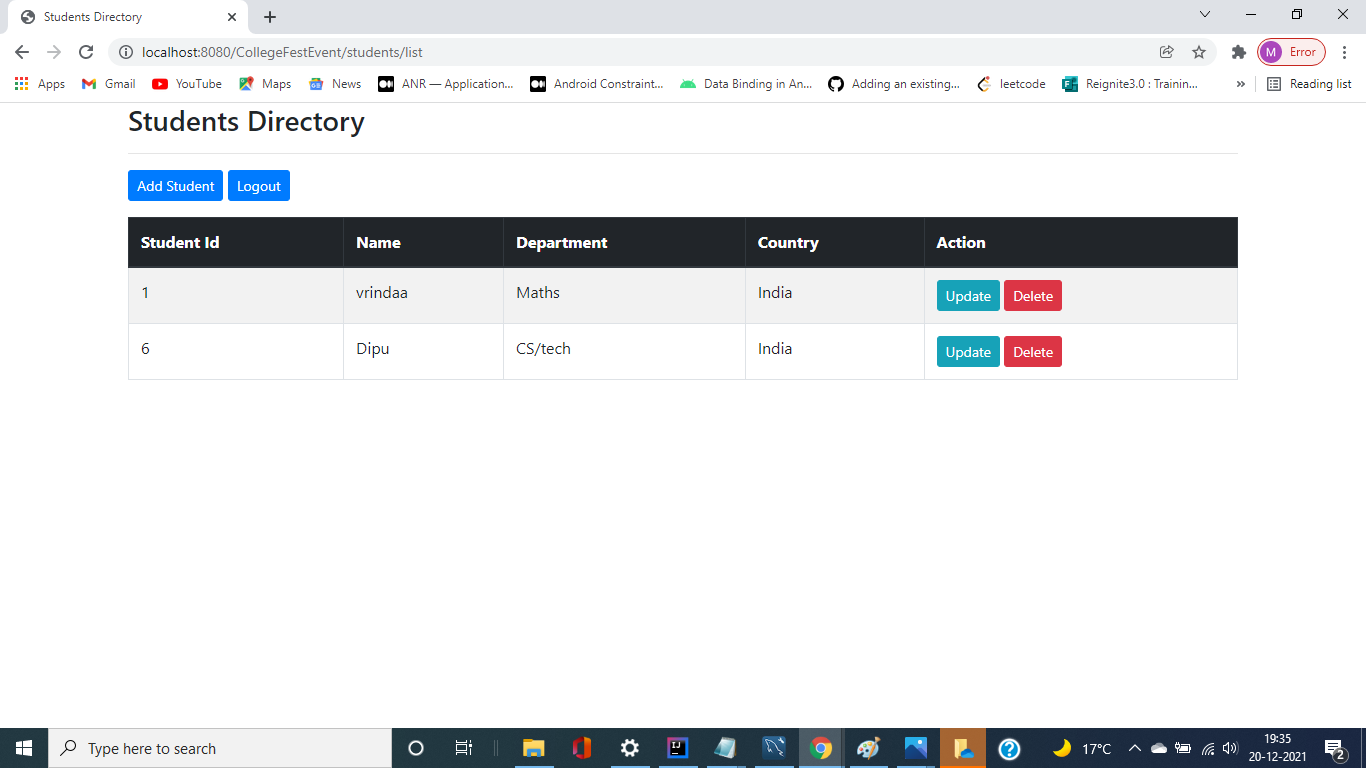 Students Directory
localhost:8080/CollegeFestEvent/students/list
M Error
Apps Gmail YouTube Maps News ANR — Application... Android Constraint... Data Binding in An... Adding an existing... leetcode Reignite3.0 : Trainin... » Reading list
Students Directory
Add Student Logout
Student Id Name Department Country Action
1 vrindaa Maths India Update Delete
6 Dipu CS/tech India Update Delete
Type here to search 17°C 19:35
20-12-2021 2